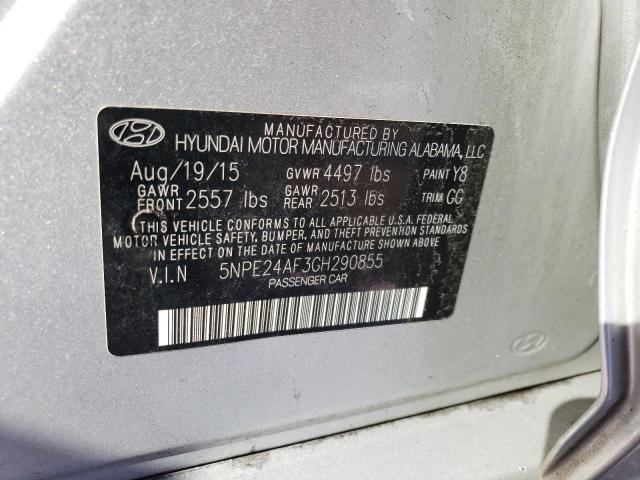 MANUFACTURED BY
HYUNDAI MOTOR MANUFACTURING ALABAMA, LLC
Aug/19/15 GVWR 4497 lbs PAINT Y8
GAWR FRONT 2557 lbs GAWR REAR 2513 lbs TRIM GG
THIS VEHICLE CONFORMS TO ALL APPLICABLE U.S.A. FEDERAL
MOTOR VEHICLE SAFETY, BUMPER, AND THEFT PREVENTION STANDARDS
IN EFFECT ON THE DATE OF MANUFACTURE SHOWN ABOVE.
V.I.N 5NPE24AF3GH290855
PASSENGER CAR